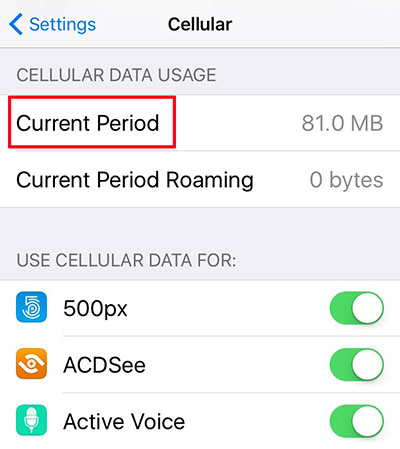 Settings
Cellular
CELLULAR DATA USAGE
Current Period 81.0 MB
Current Period Roaming 0 bytes
USE CELLULAR DATA FOR:
500px
ACDSee
Active Voice